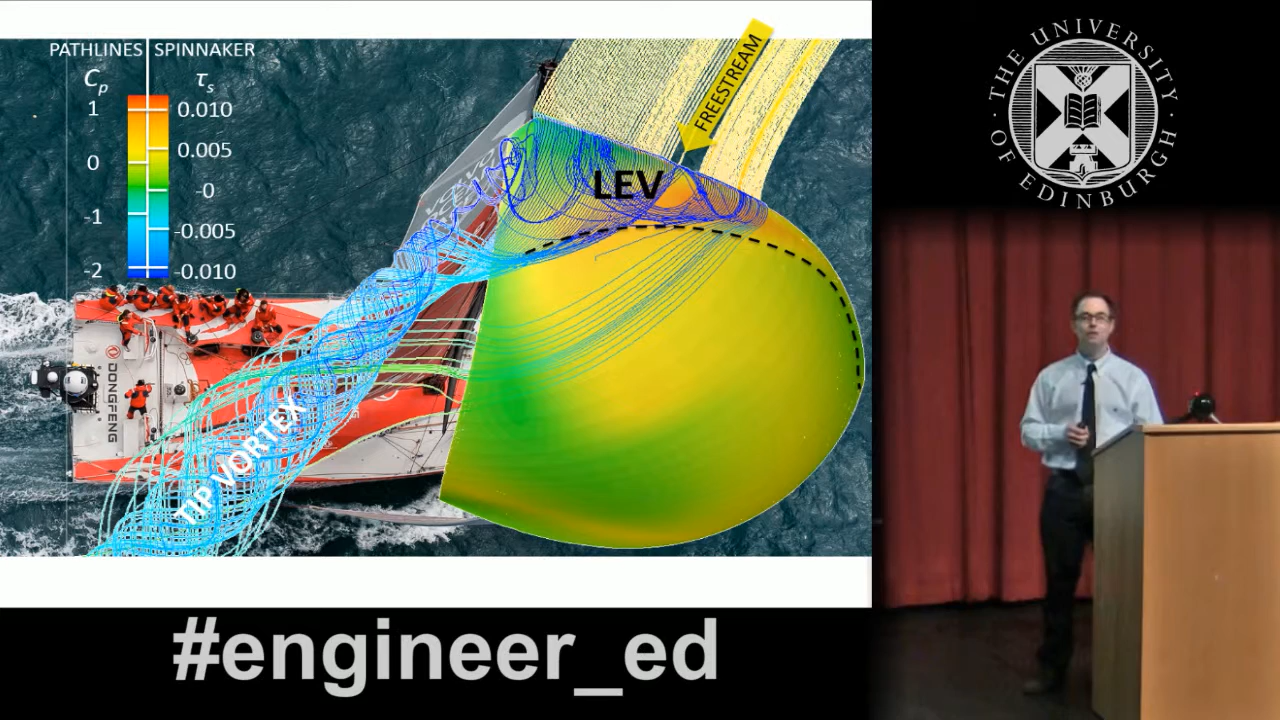 PATHLINES SPINNAKER
Cp τs
1 0.010
0 0.005
-0
-1 -0.005
-2 -0.010
FREESTREAM
LEV
TIP VORTEX
DONGFENG
#engineer_ed
THE UNIVERSITY
OF EDINBURGH